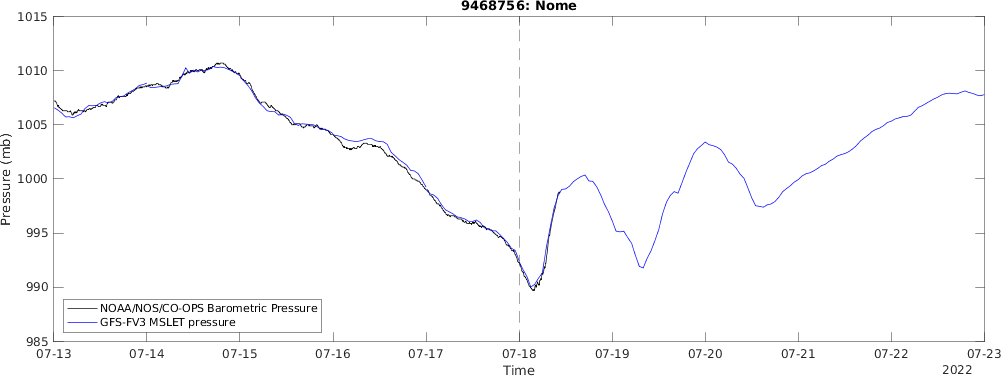 9468756: Nome
1015
1010
1005
1000
995
990
985
Pressure (mb)
NOAA/NOS/CO-OPS Barometric Pressure
GFS-FV3 MSLET pressure
07-13 07-14 07-15 07-16 07-17 07-18 07-19 07-20 07-21 07-22 07-23
Time
2022